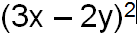 (3x – 2y)²